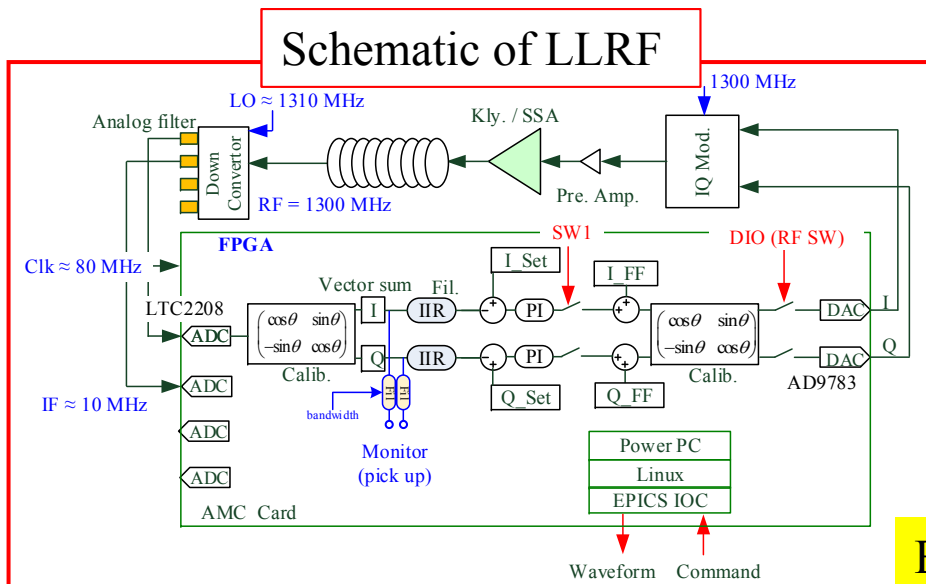 Schematic of LLRF
LO ≈ 1310 MHz
1300 MHz
Analog filter
Kly. / SSA
Down
Convertor
IQ Mod.
Pre. Amp.
RF = 1300 MHz
FPGA
SW1
DIO (RF SW)
Clk ≈ 80 MHz
I_Set
I_FF
Vector sum
Fil.
LTC2208
I
IIR
PI
DAC
I
ADC
cosθ sinθ
−sinθ cosθ
cosθ sinθ
−sinθ cosθ
Q
IIR
PI
DAC
Q
Calib.
Calib.
ADC
AD9783
IF ≈ 10 MHz
bandwidth
Q_Set
Q_FF
Monitor
(pick up)
ADC
Power PC
Linux
ADC
EPICS IOC
AMC Card
Waveform
Command